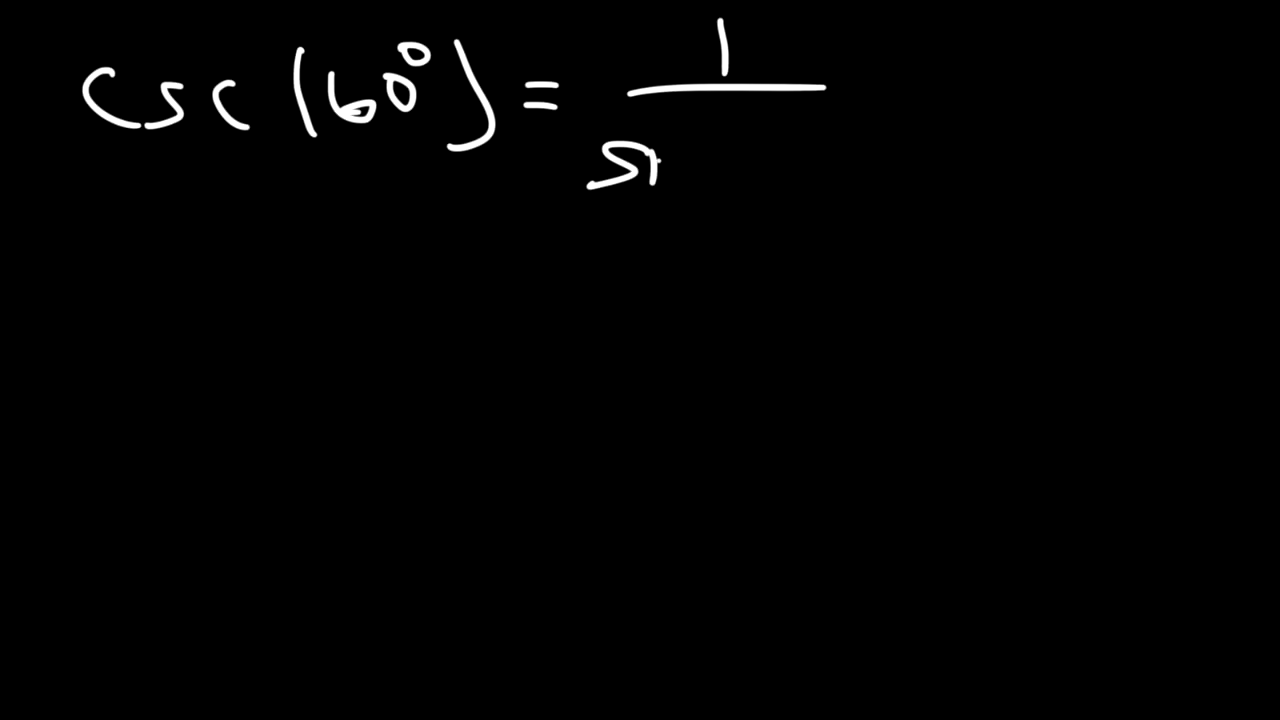 csc (60°) = 1
si